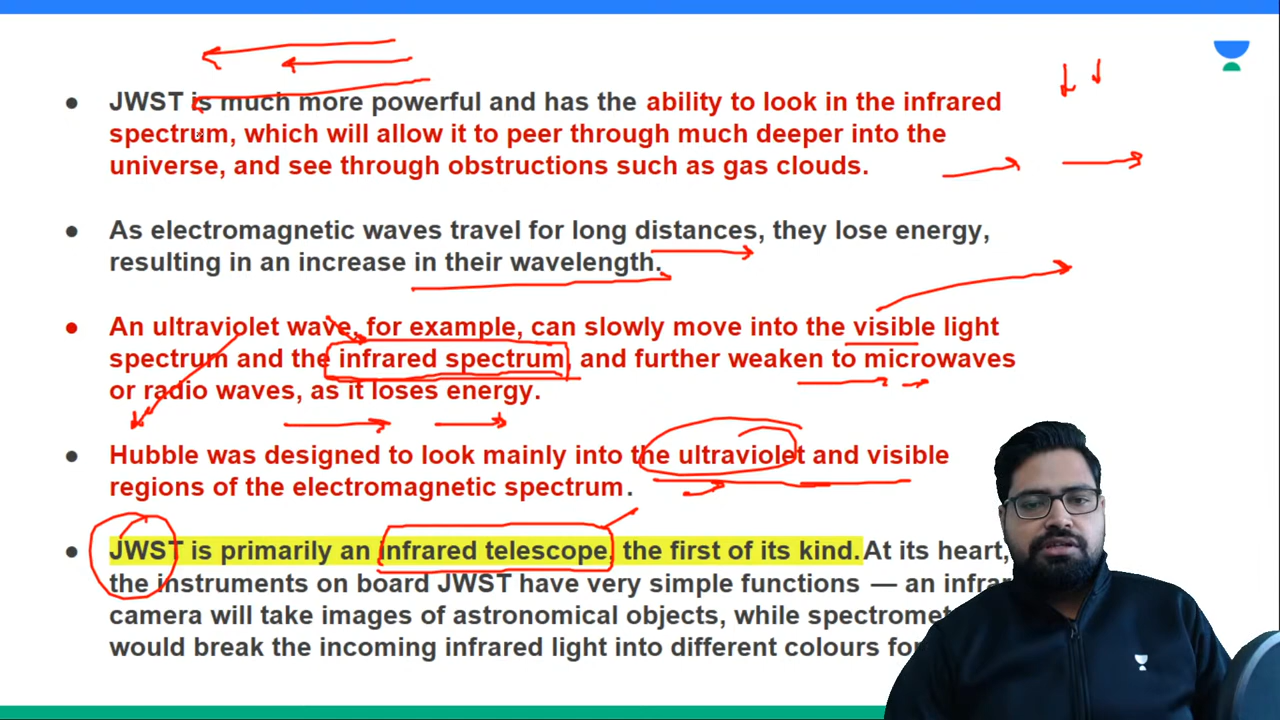 JWST is much more powerful and has the ability to look in the infrared
spectrum, which will allow it to peer through much deeper into the
universe, and see through obstructions such as gas clouds.
As electromagnetic waves travel for long distances, they lose energy,
resulting in an increase in their wavelength.
An ultraviolet wave, for example, can slowly move into the visible light
spectrum and the infrared spectrum and further weaken to microwaves
or radio waves, as it loses energy.
Hubble was designed to look mainly into the ultraviolet and visible
regions of the electromagnetic spectrum.
JWST is primarily an infrared telescope, the first of its kind. At its heart,
the instruments on board JWST have very simple functions — an
camera will take images of astronomical objects, while
would break the incoming infrared light into different colours